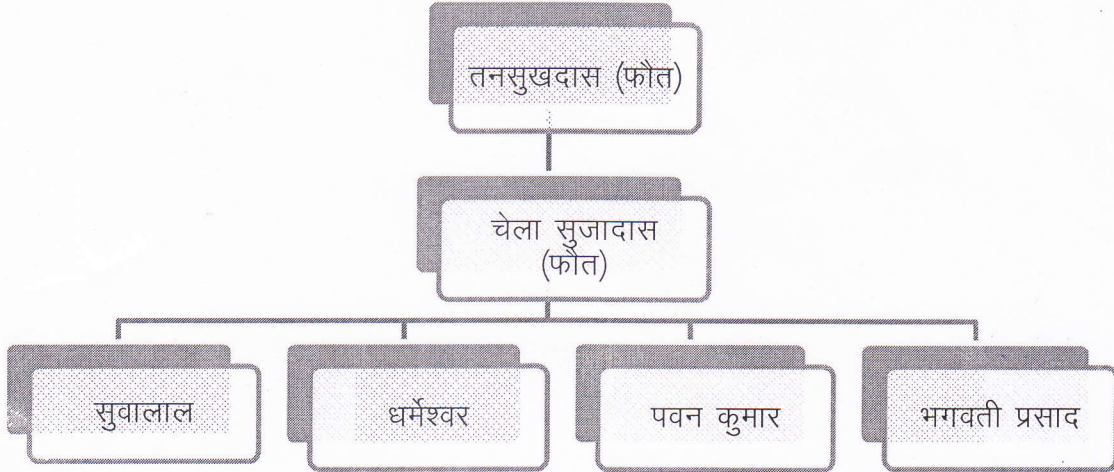 तनसुखदास (फौत)
चेला सुजादास
(फौत)
सुवालाल
धर्मेश्वर
पवन कुमार
भगवती प्रसाद